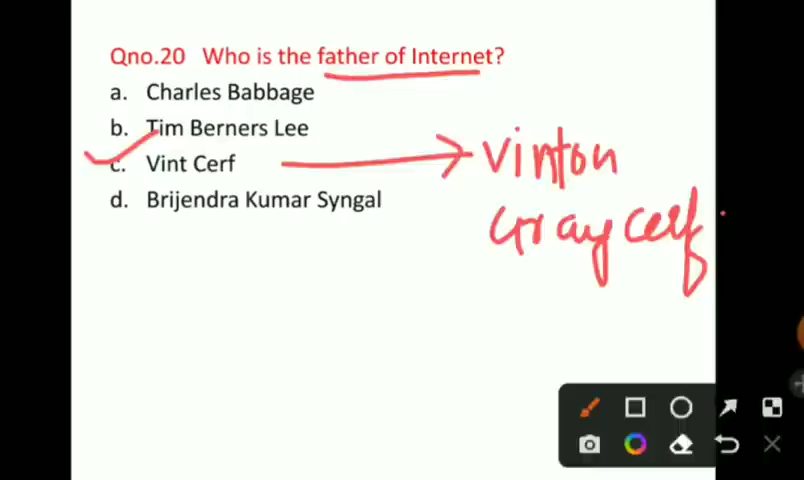 Qno.20 Who is the father of Internet?
a. Charles Babbage
b. Tim Berners Lee
c. Vint Cerf
vinton
Gray cerf
d. Brijendra Kumar Syngal